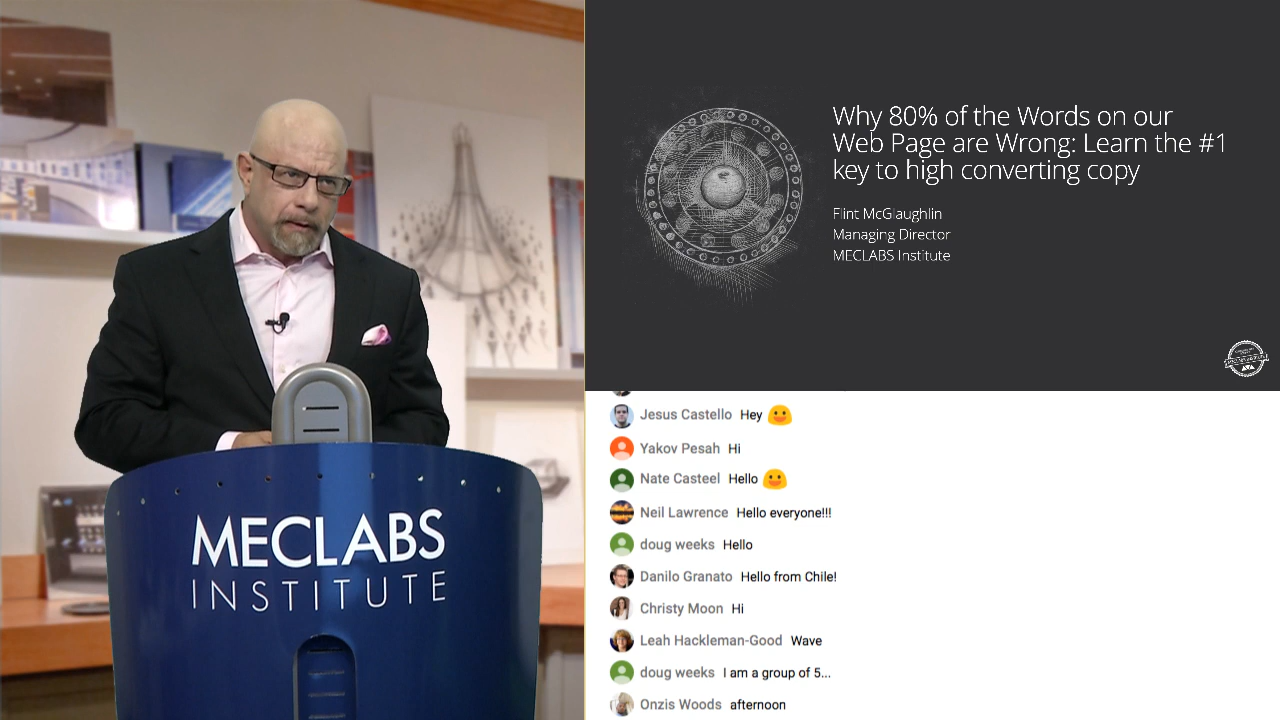 MECLABS
INSTITUTE
Why 80% of the Words on our
Web Page are Wrong: Learn the #1
key to high converting copy
Flint McGlaughlin
Managing Director
MECLABS Institute
Jesus Castello Hey
Yakov Pesah Hi
Nate Casteel Hello
Neil Lawrence Hello everyone!!!
doug weeks Hello
Danilo Granato Hello from Chile!
Christy Moon Hi
Leah Hackleman-Good Wave
doug weeks I am a group of 5...
Onzis Woods afternoon